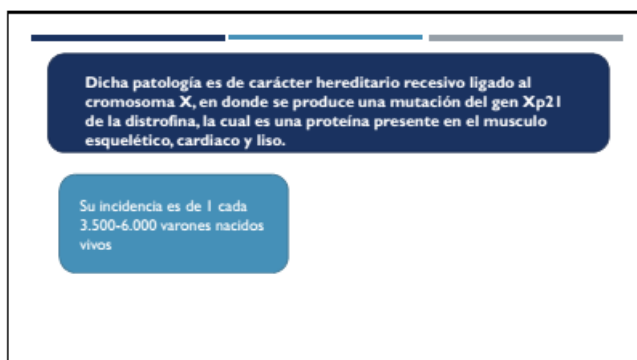 Dicha patología es de carácter hereditario recesivo ligado al
cromosoma X, en donde se produce una mutación del gen Xp21
de la distrofina, la cual es una proteína presente en el musculo
esquelético, cardiaco y liso.
Su incidencia es de 1 cada
3.500-6.000 varones nacidos
vivos